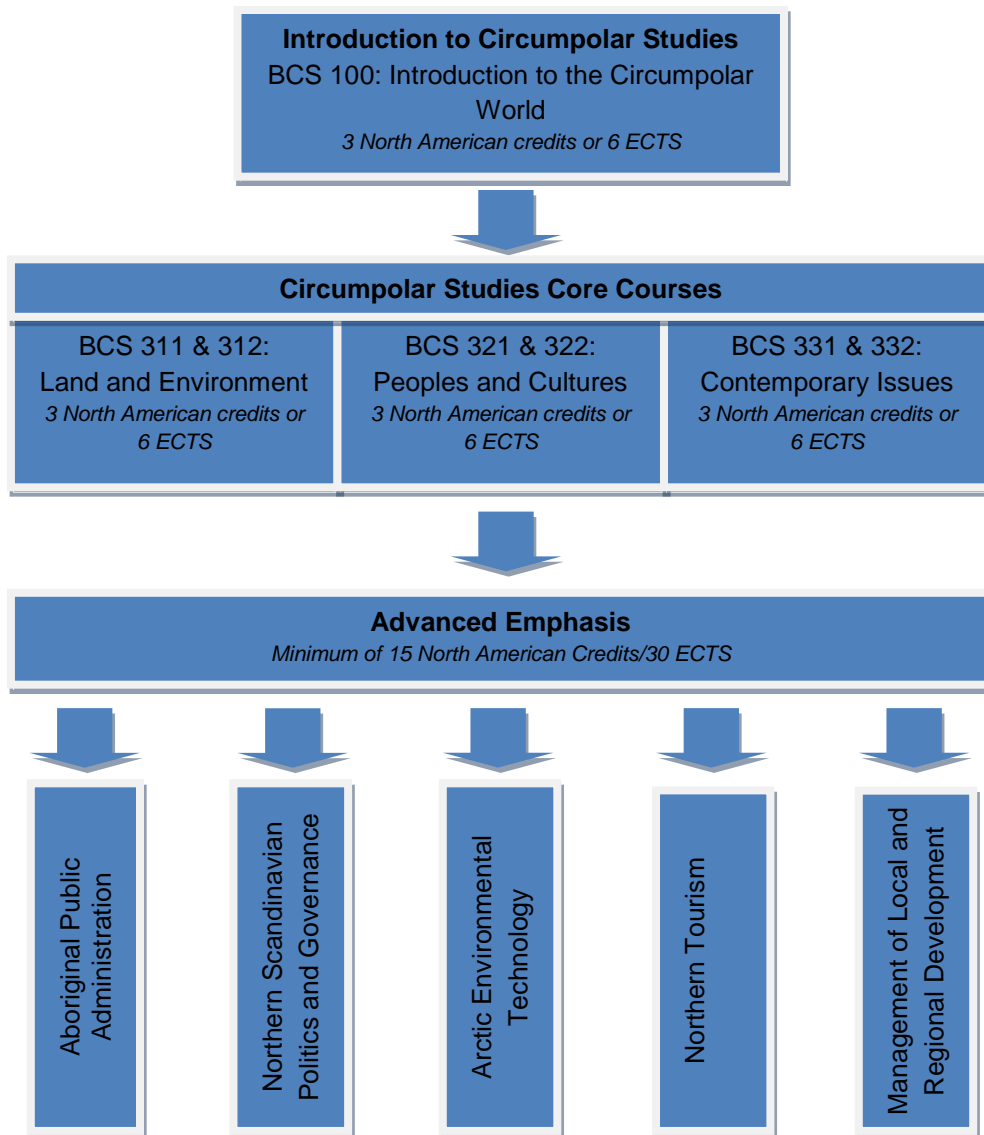 Introduction to Circumpolar Studies
BCS 100: Introduction to the Circumpolar
World
3 North American credits or 6 ECTS
Circumpolar Studies Core Courses
BCS 311 & 312:
Land and Environment
3 North American credits or
6 ECTS
BCS 321 & 322:
Peoples and Cultures
3 North American credits or
6 ECTS
BCS 331 & 332:
Contemporary Issues
3 North American credits or
6 ECTS
Advanced Emphasis
Minimum of 15 North American Credits/30 ECTS
Aboriginal Public
Administration
Northern Scandinavian
Politics and Governance
Arctic Environmental
Technology
Northern Tourism
Management of Local and
Regional Development